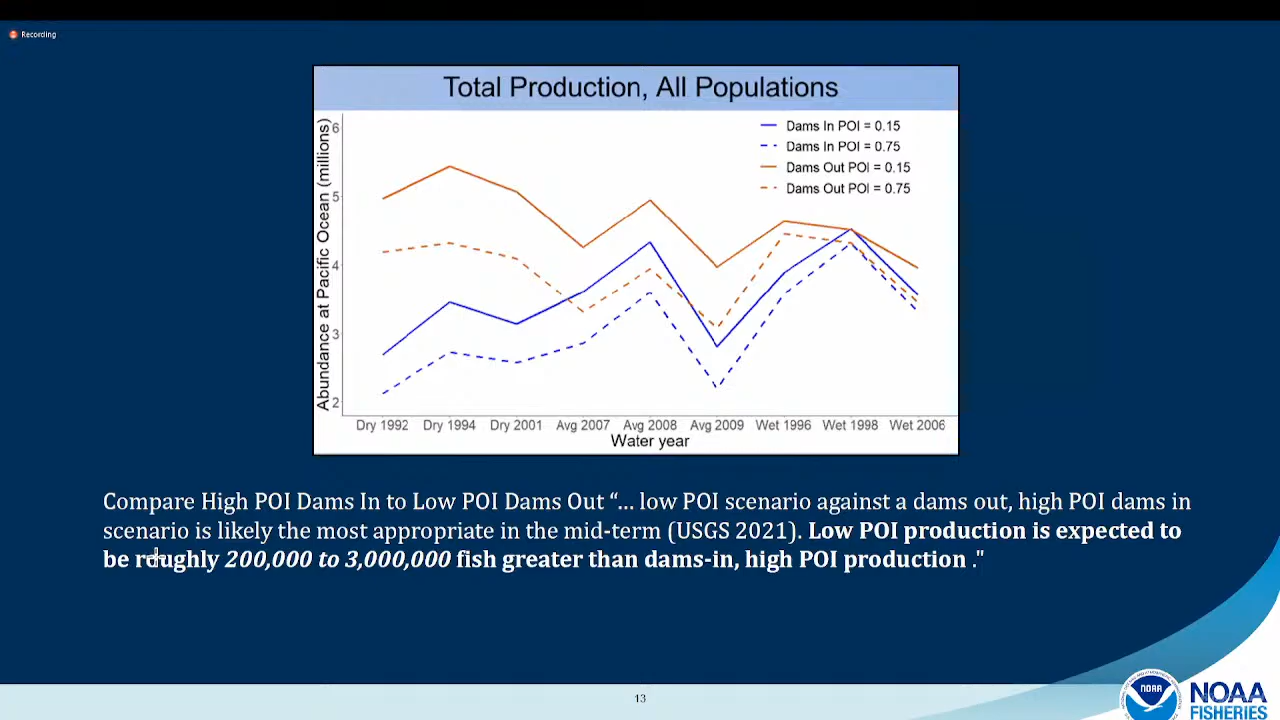 Recording
Total Production, All Populations
Abundance at Pacific Ocean (millions)
6
5
4
3
2
Dams In POI = 0.15
Dams In POI = 0.75
Dams Out POI = 0.15
Dams Out POI = 0.75
Dry 1992 Dry 1994 Dry 2001 Avg 2007 Avg 2008 Avg 2009 Wet 1996 Wet 1998 Wet 2006
Water year
Compare High POI Dams In to Low POI Dams Out “... low POI scenario against a dams out, high POI dams in
scenario is likely the most appropriate in the mid-term (USGS 2021). Low POI production is expected to
be roughly 200,000 to 3,000,000 fish greater than dams-in, high POI production ."
13
NOAA
NOAA
FISHERIES